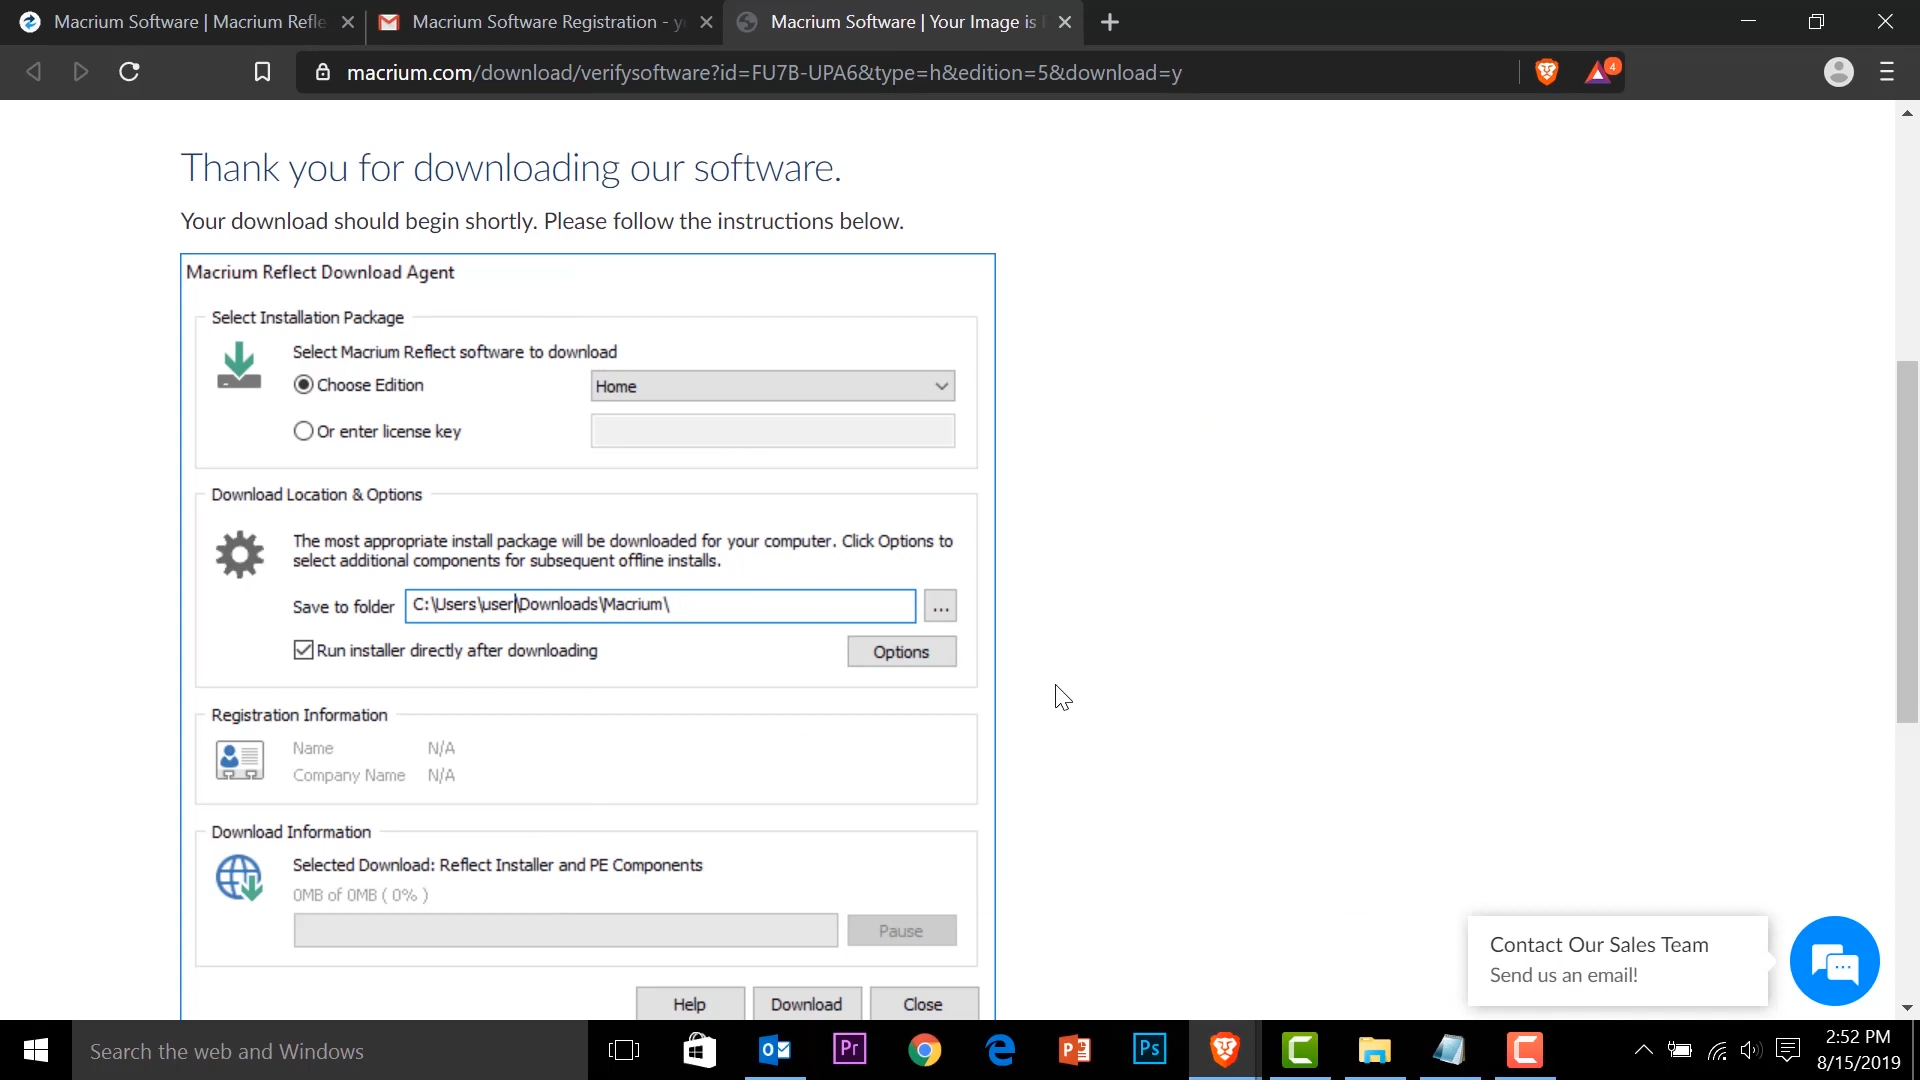 Macrium Software | Macrium Refle
Macrium Software Registration - y
Macrium Software | Your Image is
macrium.com/download/verifysoftware?id=FU7B-UPA6&type=h&edition=5&download=y
4
Thank you for downloading our software.
Your download should begin shortly. Please follow the instructions below.
Macrium Reflect Download Agent
Select Installation Package
Select Macrium Reflect software to download
Choose Edition
Home
Or enter license key
Download Location & Options
The most appropriate install package will be downloaded for your computer. Click Options to
select additional components for subsequent offline installs.
Save to folder
C:\Users\user\Downloads\Macrium\
...
Run installer directly after downloading
Options
Registration Information
Name N/A
Company Name N/A
Download Information
Selected Download: Reflect Installer and PE Components
0MB of 0MB ( 0% )
Pause
Help
Download
Close
Contact Our Sales Team
Send us an email!
Search the web and Windows
Pr
Ps
2:52 PM
8/15/2019